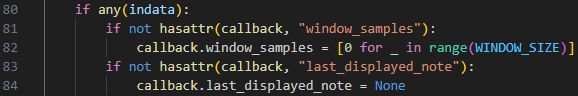 80 if any(indata):
81 if not hasattr(callback, "window_samples"):
82 callback.window_samples = [0 for _ in range(WINDOW_SIZE)]
83 if not hasattr(callback, "last_displayed_note"):
84 callback.last_displayed_note = None